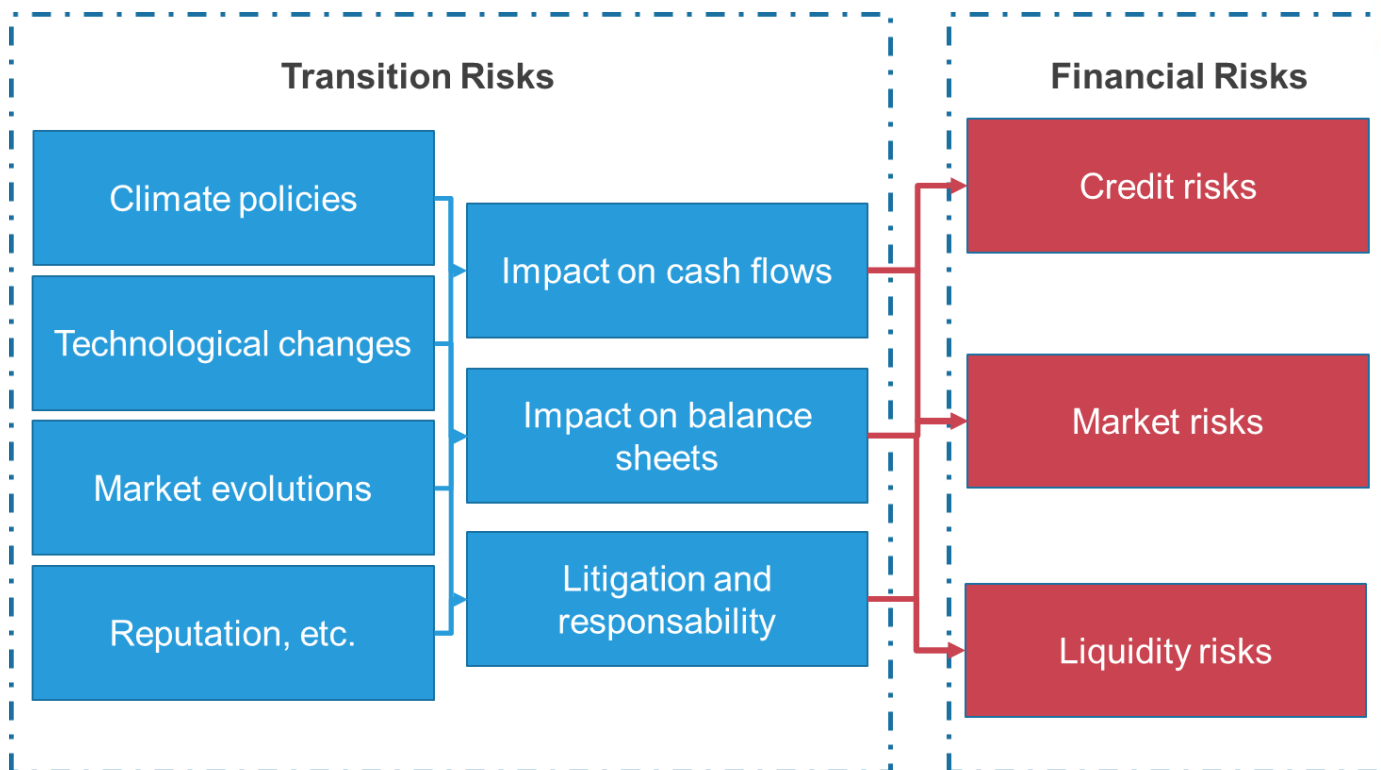 Transition Risks
Climate policies
Technological changes
Market evolutions
Reputation, etc.
Impact on cash flows
Impact on balance
sheets
Litigation and
responsability
Financial Risks
Credit risks
Market risks
Liquidity risks